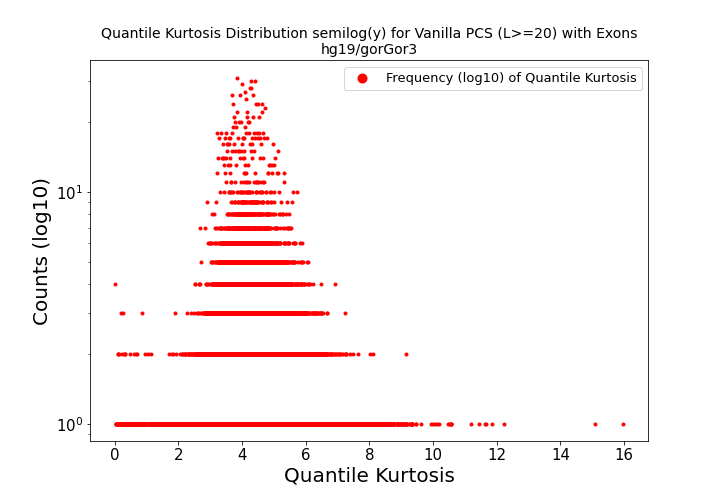 Quantile Kurtosis Distribution semilog(y) for Vanilla PCS (L>=20) with Exons
hg19/gorGor3
Frequency (log10) of Quantile Kurtosis
Counts (log10)
10¹
10⁰
0 2 4 6 8 10 12 14 16
Quantile Kurtosis